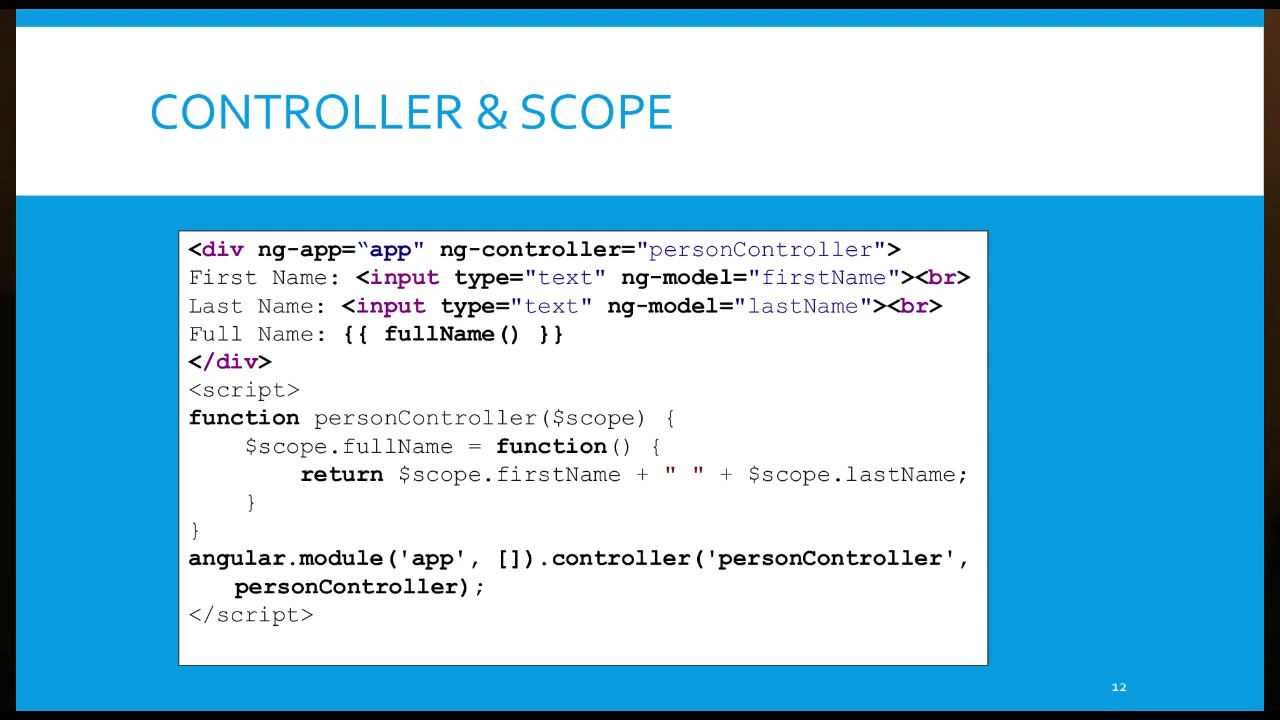 CONTROLLER & SCOPE
<div ng-app=“app" ng-controller="personController">
First Name: <input type="text" ng-model="firstName"><br>
Last Name: <input type="text" ng-model="lastName"><br>
Full Name: {{ fullName() }}
</div>
<script>
function personController($scope) {
    $scope.fullName = function() {
        return $scope.firstName + " " + $scope.lastName;
    }
}
angular.module('app', []).controller('personController',
personController);
</script>
12